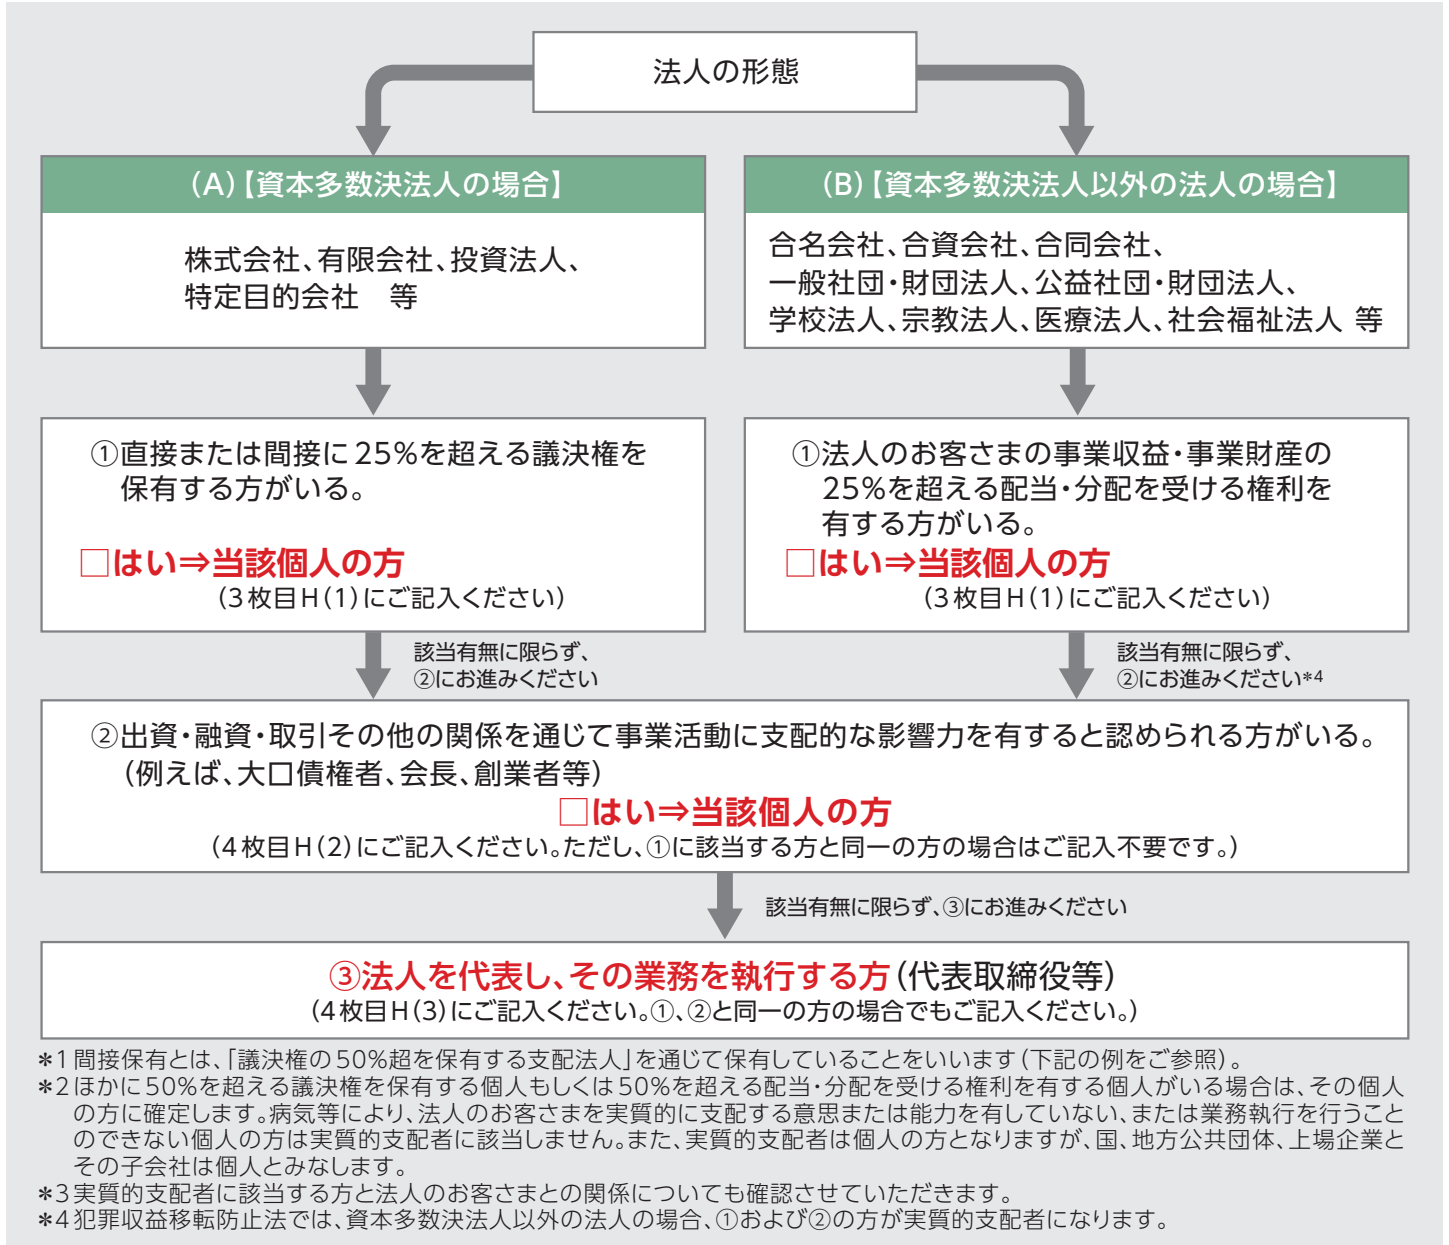 法人の形態
(A)【資本多数決法人の場合】
株式会社、有限会社、投資法人、
特定目的会社　等
①直接または間接に25%を超える議決権を
保有する方がいる。
□はい⇒当該個人の方
(3枚目H(1)にご記入ください)
該当有無に限らず、
②にお進みください
(B)【資本多数決法人以外の法人の場合】
合名会社、合資会社、合同会社、
一般社団・財団法人、公益社団・財団法人、
学校法人、宗教法人、医療法人、社会福祉法人 等
①法人のお客さまの事業収益・事業財産の
25%を超える配当・分配を受ける権利を
有する方がいる。
□はい⇒当該個人の方
(3枚目H(1)にご記入ください)
該当有無に限らず、
②にお進みください*4
②出資・融資・取引その他の関係を通じて事業活動に支配的な影響力を有すると認められる方がいる。
(例えば、大口債権者、会長、創業者等)
□はい⇒当該個人の方
(4枚目H(2)にご記入ください。ただし、①に該当する方と同一の方の場合はご記入不要です。)
該当有無に限らず、③にお進みください
③法人を代表し、その業務を執行する方(代表取締役等)
(4枚目H(3)にご記入ください。①、②と同一の方の場合でもご記入ください。)
*1間接保有とは、「議決権の50%超を保有する支配法人」を通じて保有していることをいいます(下記の例をご参照)。
*2ほかに50%を超える議決権を保有する個人もしくは50%を超える配当・分配を受ける権利を有する個人がいる場合は、その個人
の方に確定します。病気等により、法人のお客さまを実質的に支配する意思または能力を有していない、または業務執行を行うこと
のできない個人の方は実質的支配者に該当しません。また、実質的支配者は個人の方となりますが、国、地方公共団体、上場企業と
その子会社は個人とみなします。
*3実質的支配者に該当する方と法人のお客さまとの関係についても確認させていただきます。
*4犯罪収益移転防止法では、資本多数決法人以外の法人の場合、①および②の方が実質的支配者になります。